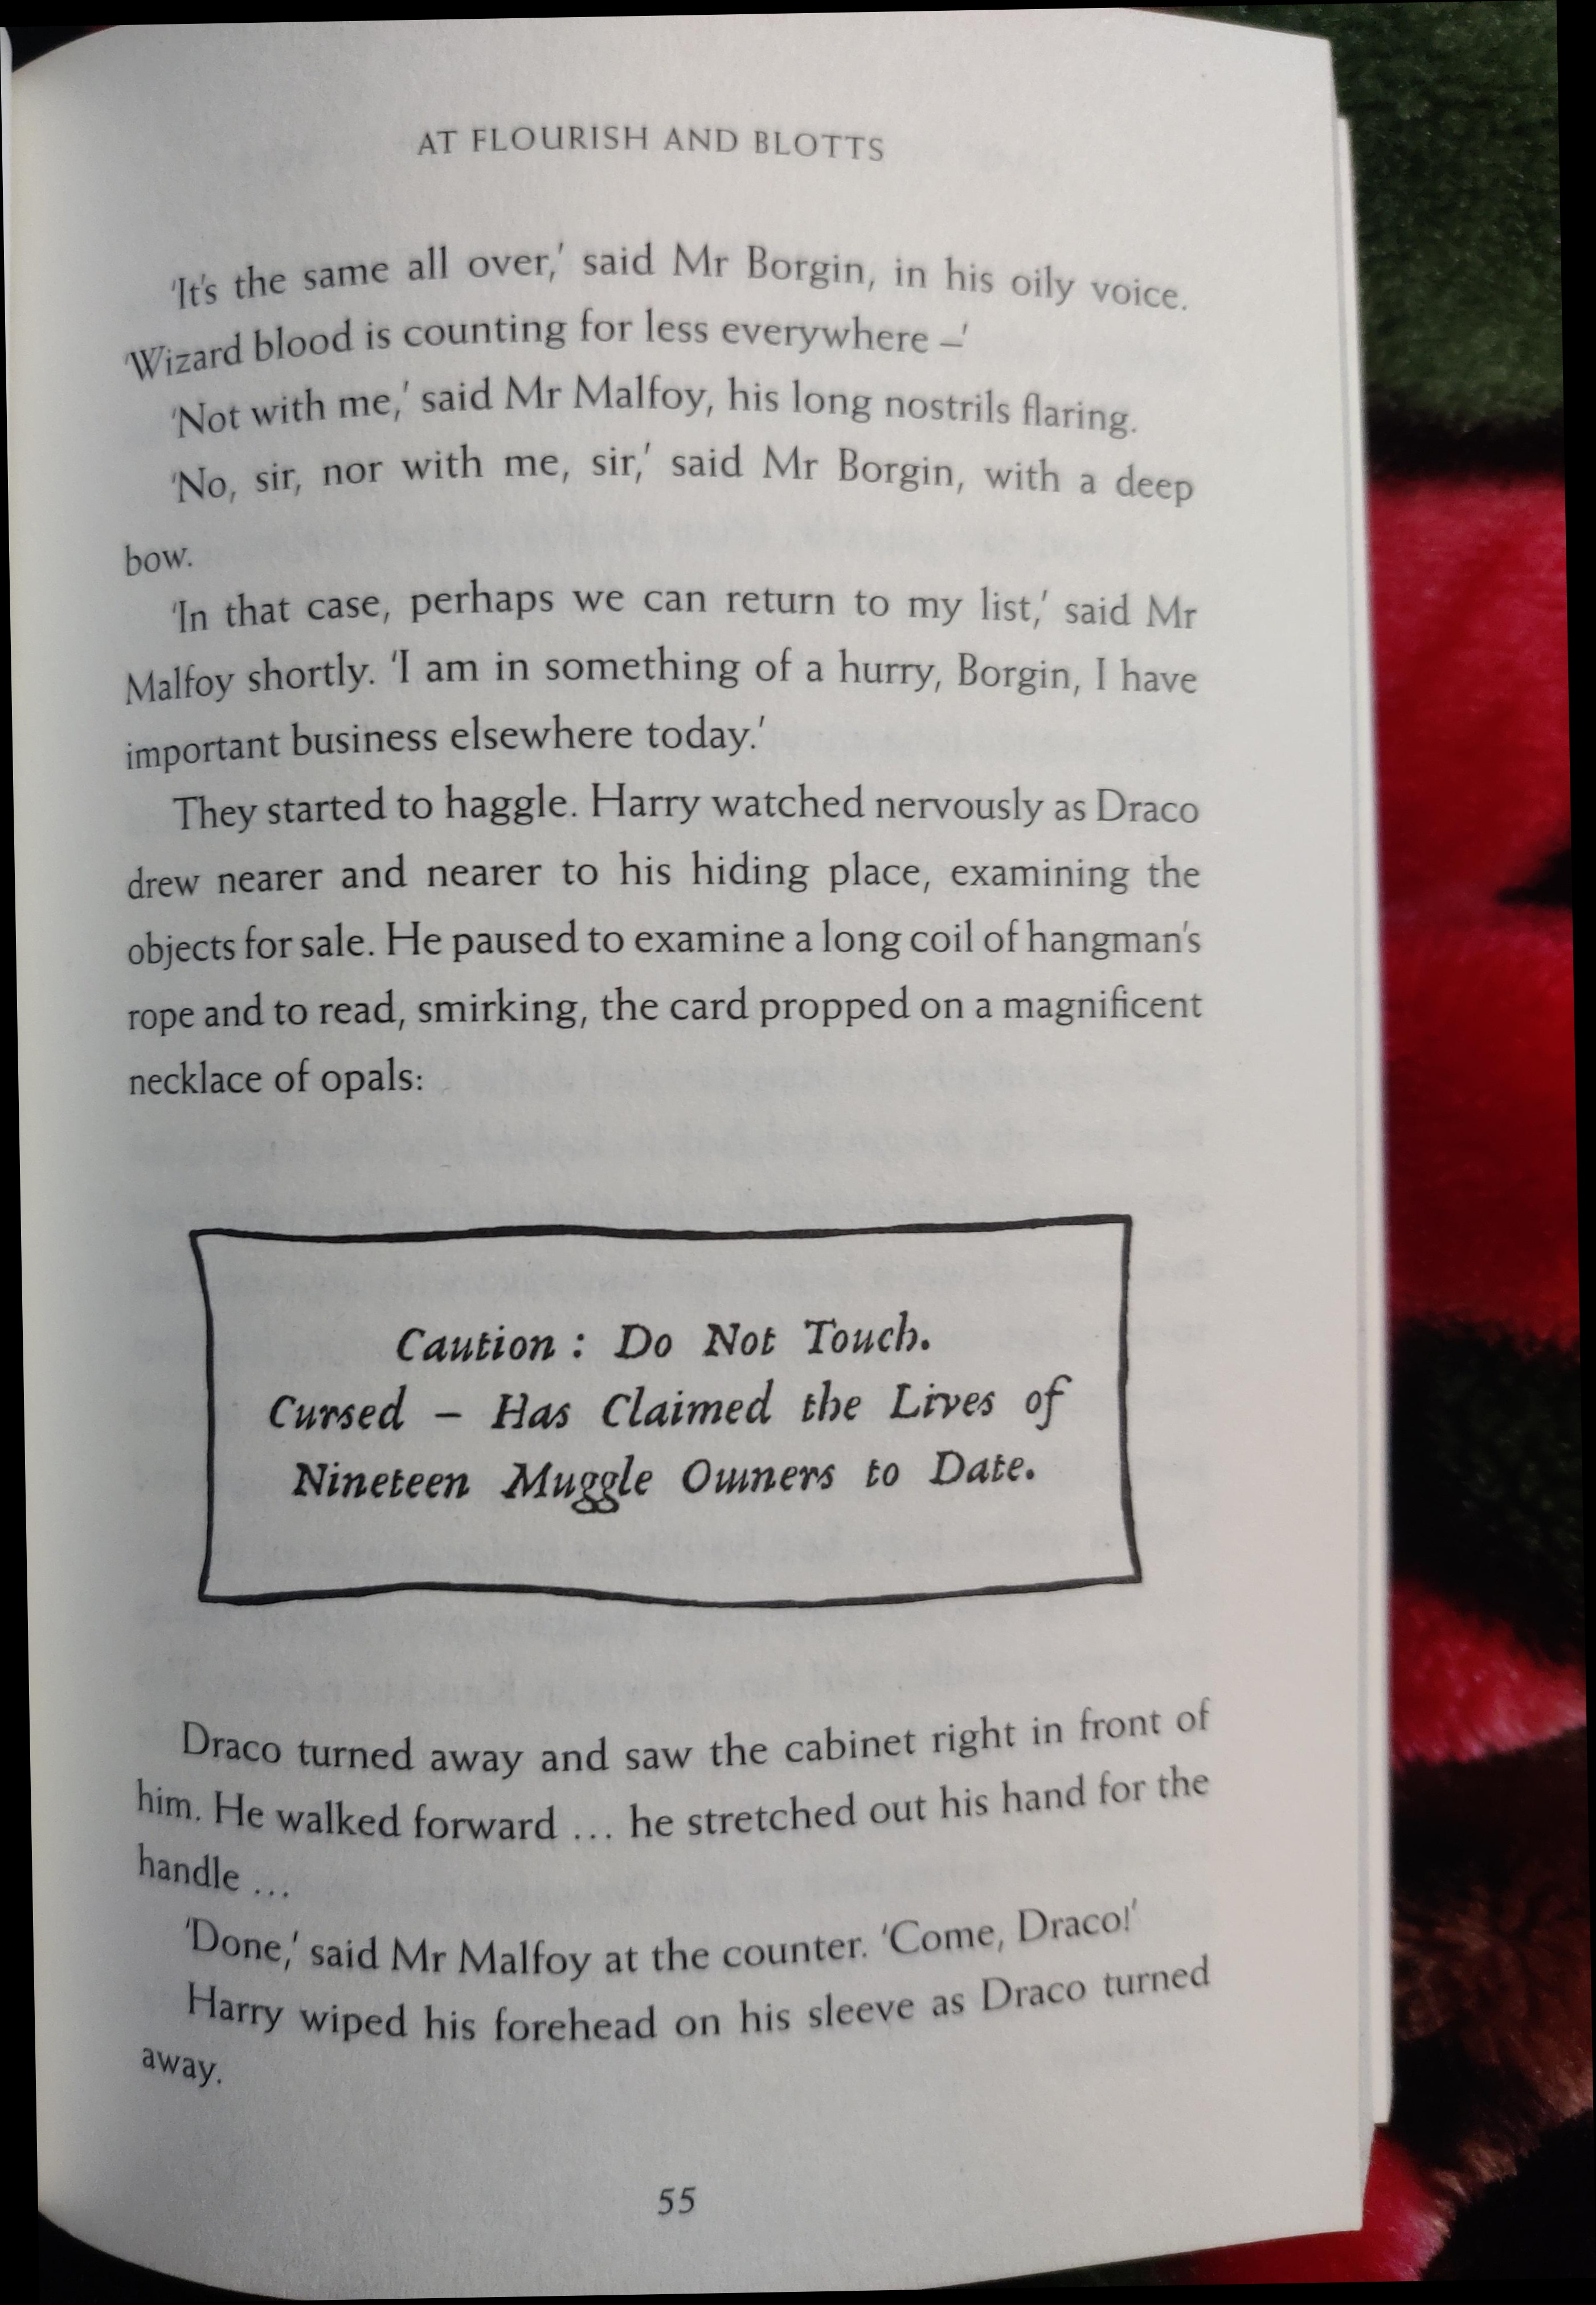 AT FLOURISH AND BLOTTS
‘It’s the same all over,’ said Mr Borgin, in his oily voice.
‘Wizard blood is counting for less everywhere –’
‘Not with me,’ said Mr Malfoy, his long nostrils flaring.
‘No, sir, nor with me, sir,’ said Mr Borgin, with a deep
bow.
‘In that case, perhaps we can return to my list,’ said Mr
Malfoy shortly. ‘I am in something of a hurry, Borgin, I have
important business elsewhere today.’
They started to haggle. Harry watched nervously as Draco
drew nearer and nearer to his hiding place, examining the
objects for sale. He paused to examine a long coil of hangman’s
rope and to read, smirking, the card propped on a magnificent
necklace of opals:
Caution : Do Not Touch.
Cursed – Has Claimed the Lives of
Nineteen Muggle Owners to Date.
Draco turned away and saw the cabinet right in front of
him. He walked forward … he stretched out his hand for the
handle …
‘Done,’ said Mr Malfoy at the counter. ‘Come, Draco!’
Harry wiped his forehead on his sleeve as Draco turned
away.
55